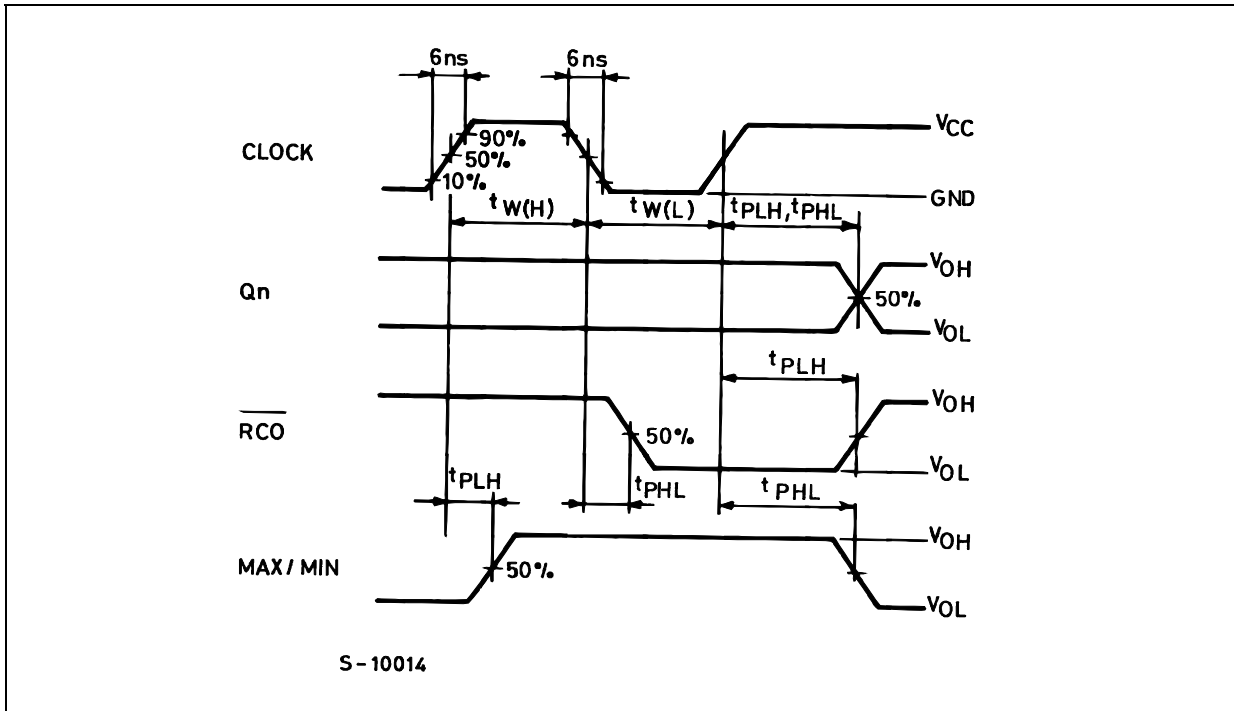 6ns 6ns
CLOCK
90%
50%
10%
VCC
GND
tW(H) tW(L) tPLH,tPHL
Qn
VOH
50%
VOL
tPLH
RCO
VOH
50%
VOL
tPLH tPHL tPHL
MAX/MIN
VOH
50%
VOL
S-10014